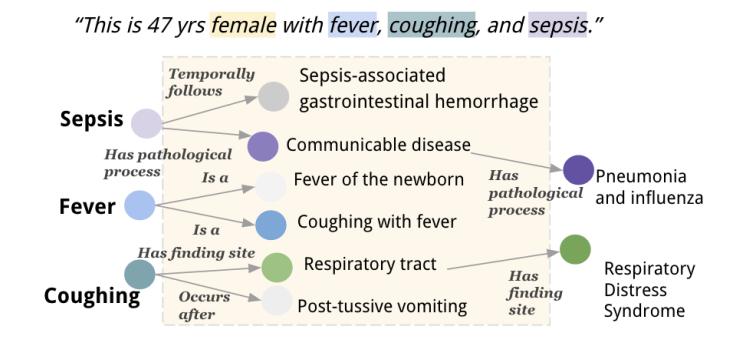 “This is 47 yrs female with fever, coughing, and sepsis.”
Temporally
follows
Sepsis-associated
gastrointestinal hemorrhage
Sepsis
Communicable disease
Has pathological
process
Is a
Fever of the newborn
Has
pathological
process
Pneumonia
and influenza
Fever
Is a
Coughing with fever
Has finding site
Respiratory tract
Coughing
Occurs
after
Post-tussive vomiting
Has
finding
site
Respiratory
Distress
Syndrome